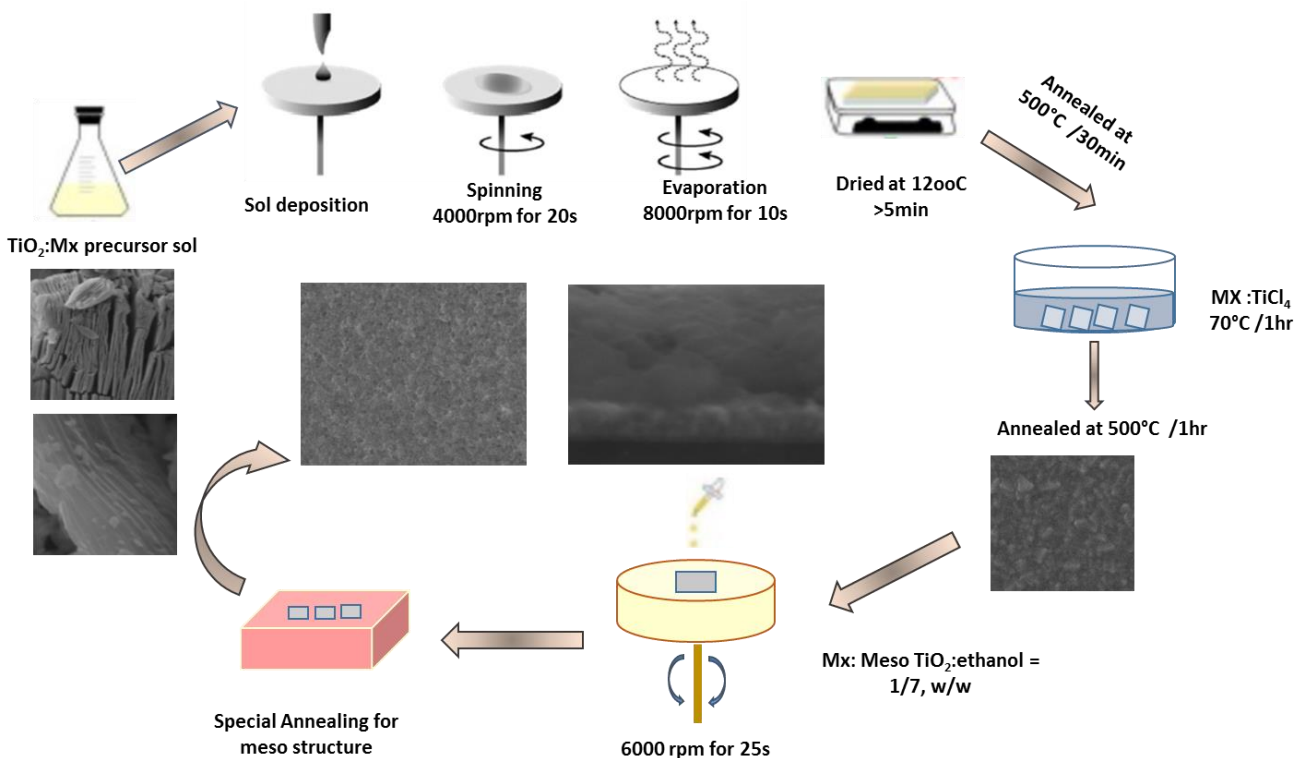 TiO₂:Mx precursor sol
Sol deposition
Spinning
4000rpm for 20s
Evaporation
8000rpm for 10s
Dried at 12ooC
>5min
Annealed at
500°C /30min
MX :TiCl₄
70°C /1hr
Annealed at 500°C /1hr
Mx: Meso TiO₂:ethanol =
1/7, w/w
6000 rpm for 25s
Special Annealing for
meso structure